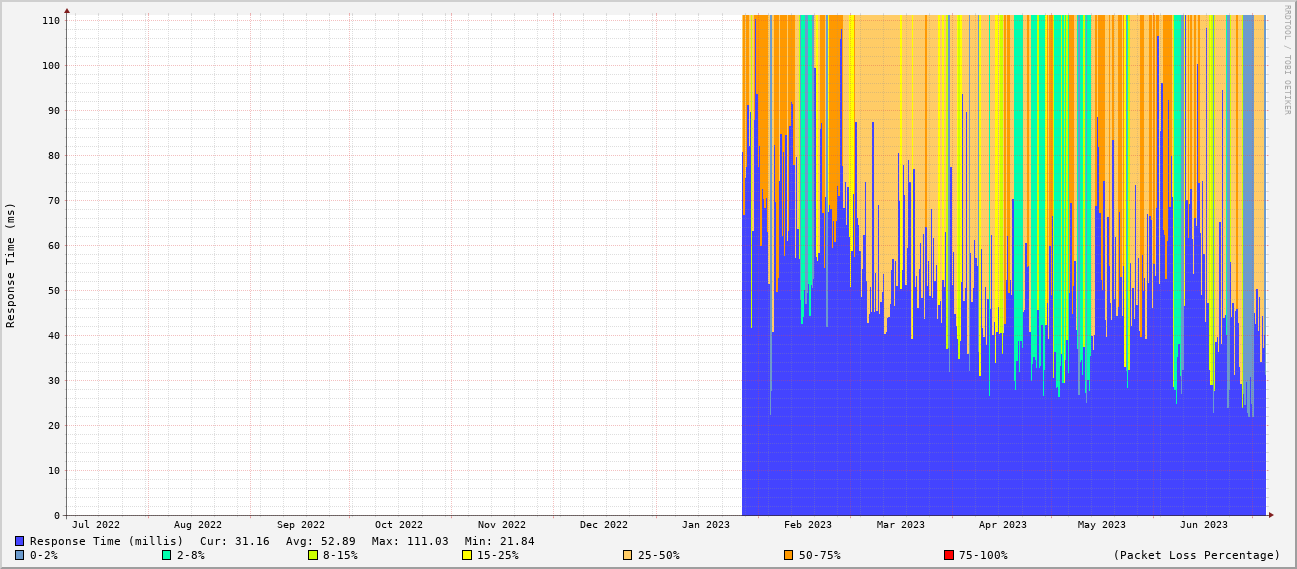 RRDTOOL / TOBI OETIKER
Response Time (ms)
110
100
90
80
70
60
50
40
30
20
10
0
Jul 2022 Aug 2022 Sep 2022 Oct 2022 Nov 2022 Dec 2022 Jan 2023 Feb 2023 Mar 2023 Apr 2023 May 2023 Jun 2023
Response Time (millis) Cur: 31.16 Avg: 52.89 Max: 111.03 Min: 21.84
0-2% 2-8% 8-15% 15-25% 25-50% 50-75% 75-100% (Packet Loss Percentage)